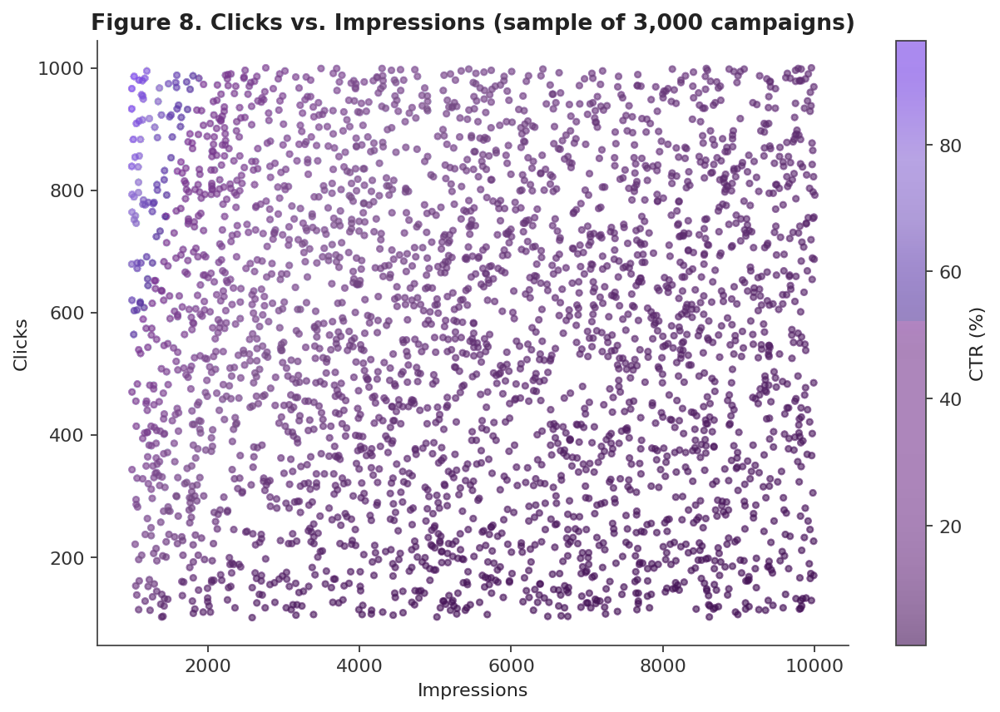 Figure 8. Clicks vs. Impressions (sample of 3,000 campaigns)
1000
800
600
400
200
Clicks
2000 4000 6000 8000 10000
Impressions
80
60
40
20
CTR (%)